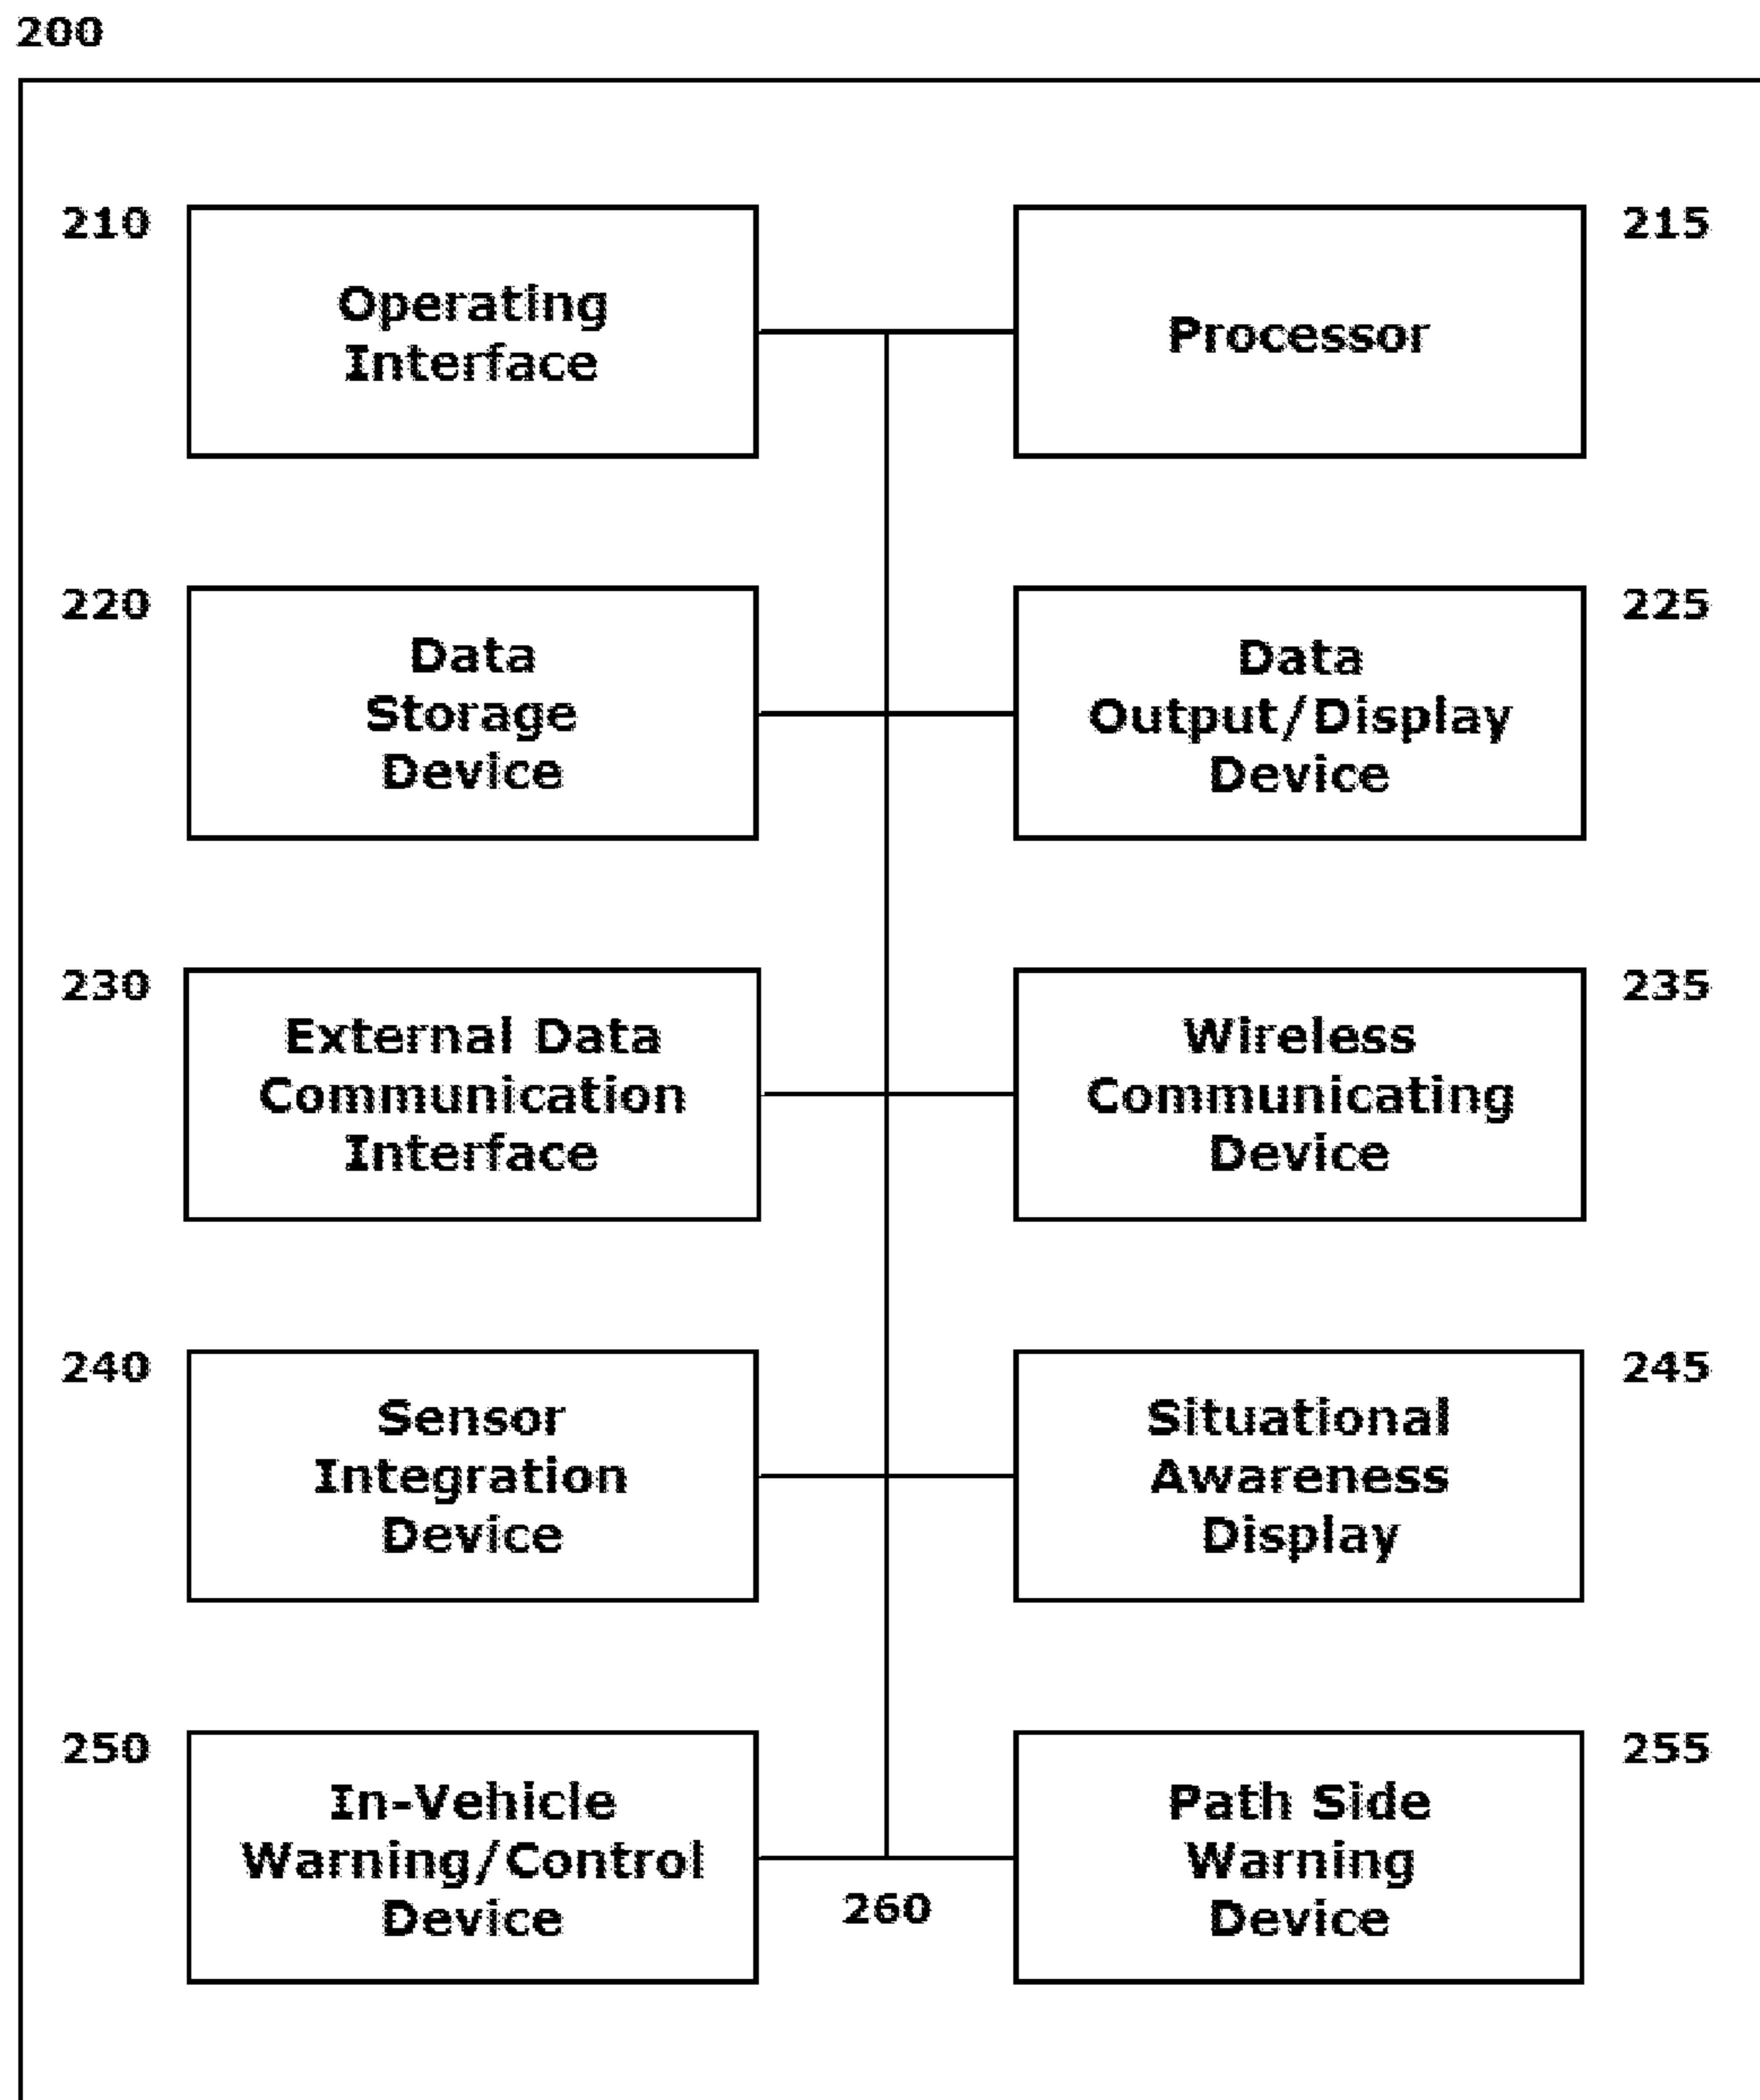 200
210
Operating
Interface
215
Processor
220
Data
Storage
Device
225
Data
Output/Display
Device
230
External Data
Communication
Interface
235
Wireless
Communicating
Device
240
Sensor
Integration
Device
245
Situational
Awareness
Display
250
In-Vehicle
Warning/Control
Device
255
Path Side
Warning
Device
260